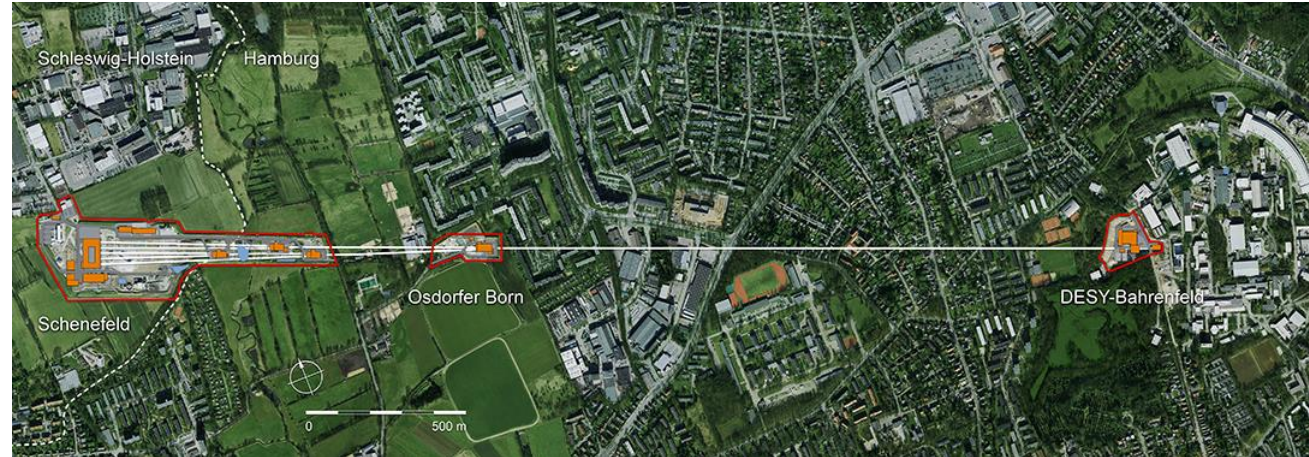 Schleswig-Holstein
Hamburg
Osdorfer Born
DESY-Bahrenfeld
Schenefeld
0
500 m